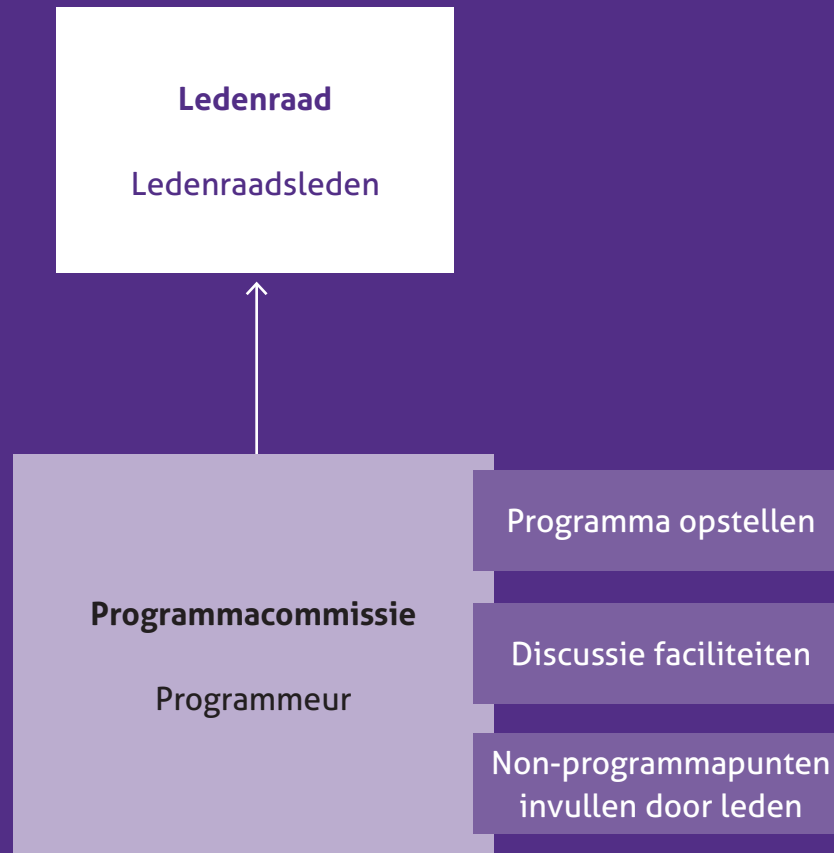 Ledenraad
Ledenraadsleden
Programmacommissie
Programmeur
Programma opstellen
Discussie faciliteiten
Non-programmapunten
invullen door leden